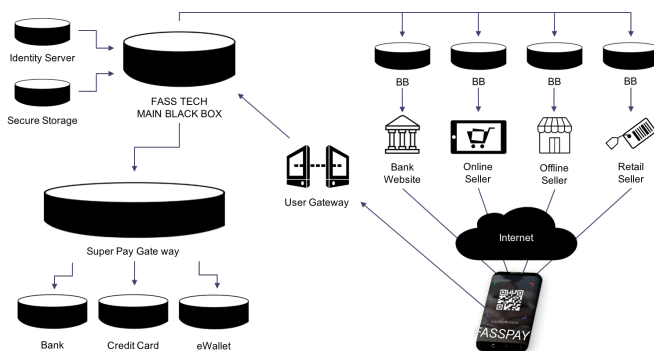 Identity Server
Secure Storage
FASS TECH
MAIN BLACK BOX
BB
BB
BB
BB
Bank
Website
Online
Seller
Offline
Seller
Retail
Seller
User Gateway
Internet
Super Pay Gate way
Bank
Credit Card
eWallet
FASSPAY